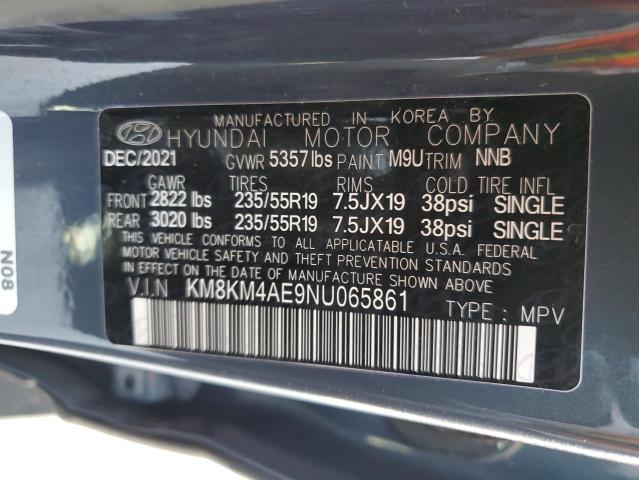 MANUFACTURED IN KOREA BY
HYUNDAI MOTOR COMPANY
DEC/2021 GVWR 5357 lbs PAINT M9U TRIM NNB
GAWR TIRES RIMS COLD TIRE INFL
FRONT 2822 lbs 235/55R19 7.5JX19 38psi SINGLE
REAR 3020 lbs 235/55R19 7.5JX19 38psi SINGLE
THIS VEHICLE CONFORMS TO ALL APPLICABLE U.S.A. FEDERAL
MOTOR VEHICLE SAFETY AND THEFT PREVENTION STANDARDS
IN EFFECT ON THE DATE OF MANUFACTURE SHOWN ABOVE
V.I.N KM8KM4AE9NU065861
TYPE : MPV
N08